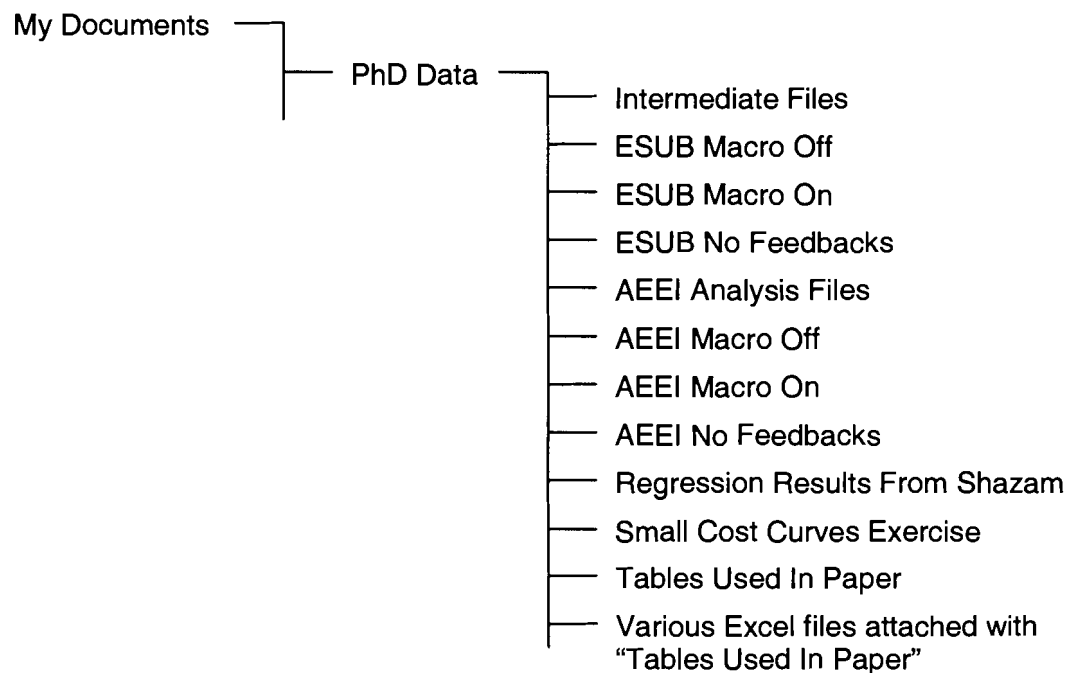 My Documents
PhD Data
Intermediate Files
ESUB Macro Off
ESUB Macro On
ESUB No Feedbacks
AEEI Analysis Files
AEEI Macro Off
AEEI Macro On
AEEI No Feedbacks
Regression Results From Shazam
Small Cost Curves Exercise
Tables Used In Paper
Various Excel files attached with
“Tables Used In Paper”